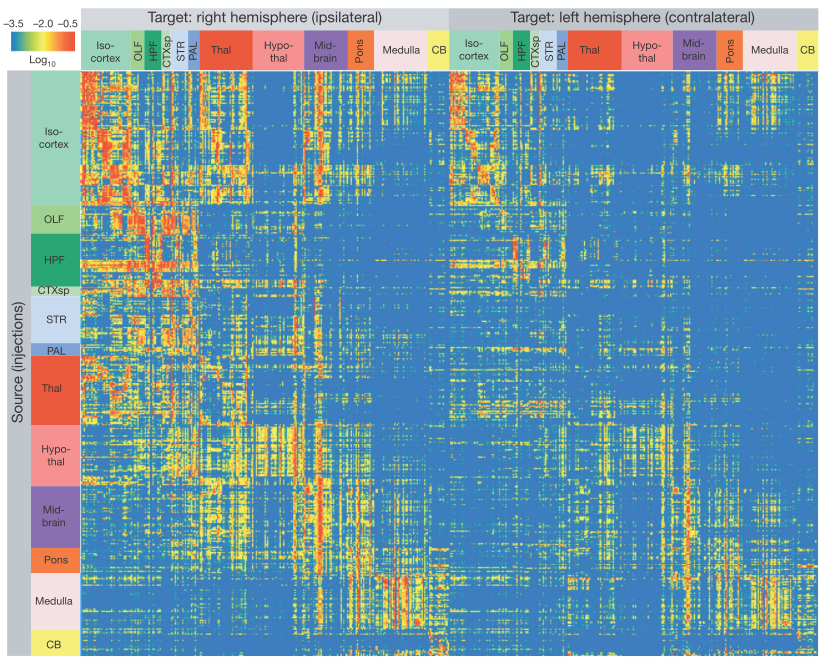 Target: right hemisphere (ipsilateral)
Target: left hemisphere (contralateral)
−3.5 −2.0 −0.5
Log10
Iso-
cortex
OLF
HPF
CTXsp
STR
PAL
Thal
Hypo-
thal
Mid-
brain
Pons
Medulla
CB
Iso-
cortex
OLF
HPF
CTXsp
STR
PAL
Thal
Hypo-
thal
Mid-
brain
Pons
Medulla
CB
Source (injections)
Iso-
cortex
OLF
HPF
CTXsp
STR
PAL
Thal
Hypo-
thal
Mid-
brain
Pons
Medulla
CB